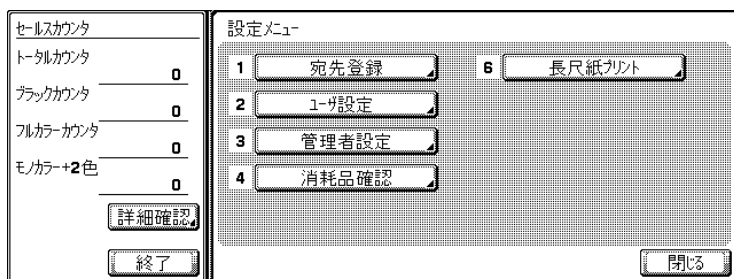 セールスカウンタ
トータルカウンタ
0
ブラックカウンタ
0
フルカラーカウンタ
0
モノカラー+2色
0
詳細確認
終了
設定メニュー
1 宛先登録
6 長尺紙プリント
2 ユーザ設定
3 管理者設定
4 消耗品確認
閉じる